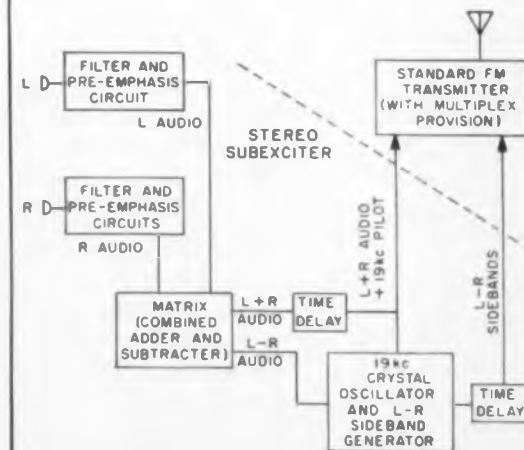 L
FILTER AND
PRE-EMPHASIS
CIRCUIT
L AUDIO
STEREO
SUBEXCITER
STANDARD FM
TRANSMITTER
(WITH MULTIPLEX
PROVISION)
R
FILTER AND
PRE-EMPHASIS
CIRCUITS
R AUDIO
L+R AUDIO
+ 19kc PILOT
L-R
SIDEBANDS
MATRIX
(COMBINED
ADDER AND
SUBTRACTER)
L+R
AUDIO
TIME
DELAY
L-R
AUDIO
19kc
CRYSTAL
OSCILLATOR
AND L-R
SIDEBAND
GENERATOR
TIME
DELAY